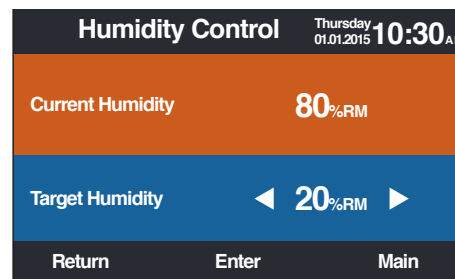 Humidity Control Thursday
01.01.2015 10:30
Current Humidity 80%RM
Target Humidity 20%RM
Return Enter Main